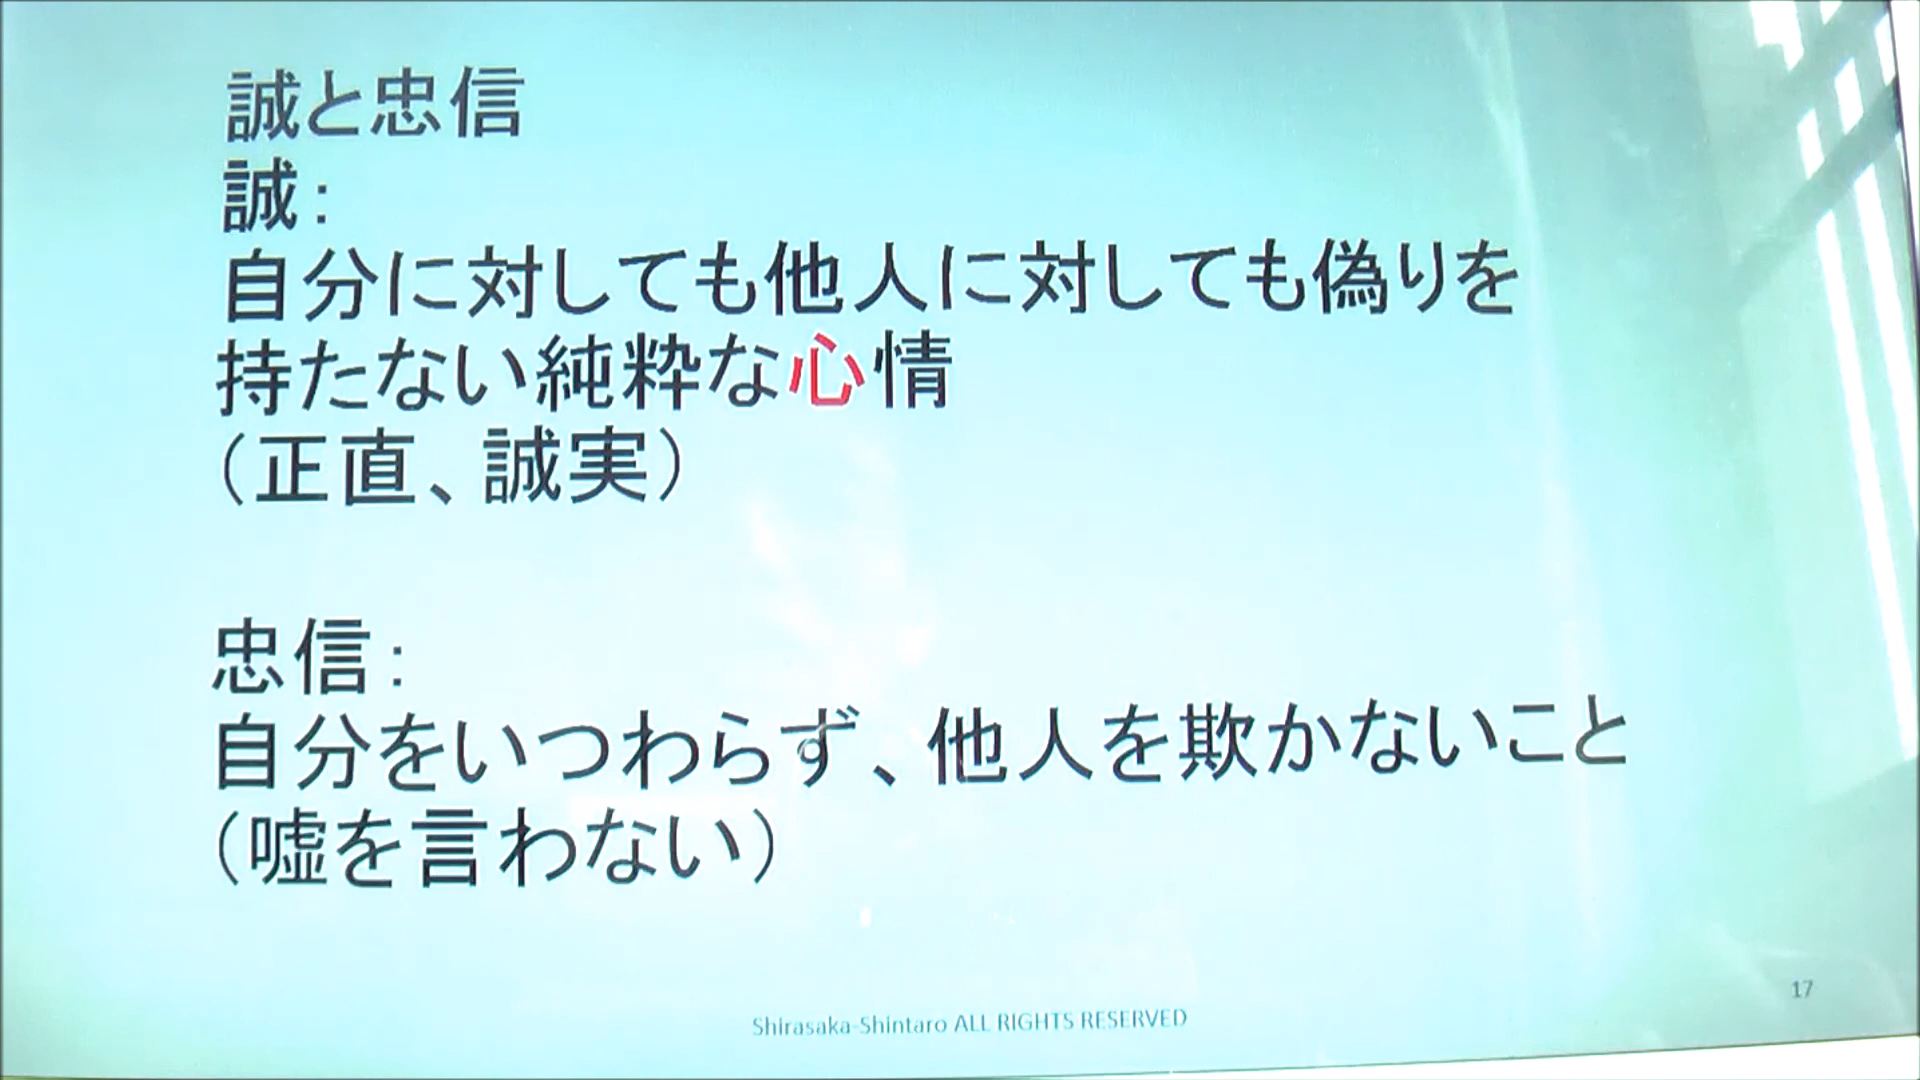 誠と忠信
誠：
自分に対しても他人に対しても偽りを
持たない純粋な心情
（正直、誠実）
忠信：
自分をいつわらず、他人を欺かないこと
（嘘を言わない）
17
Shirasaka-Shintaro ALL RIGHTS RESERVED